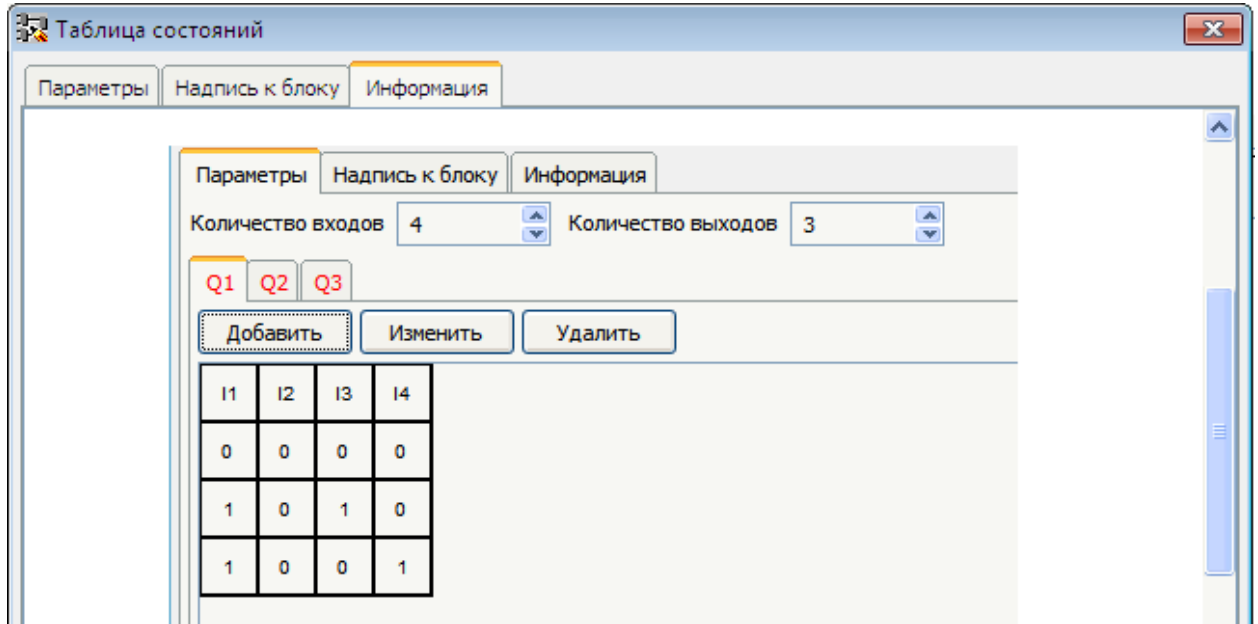 Таблица состояний
Параметры Надпись к блоку Информация
Параметры Надпись к блоку Информация
Количество входов 4 Количество выходов 3
Q1 Q2 Q3
Добавить Изменить Удалить
I1 I2 I3 I4
0 0 0 0
1 0 1 0
1 0 0 1